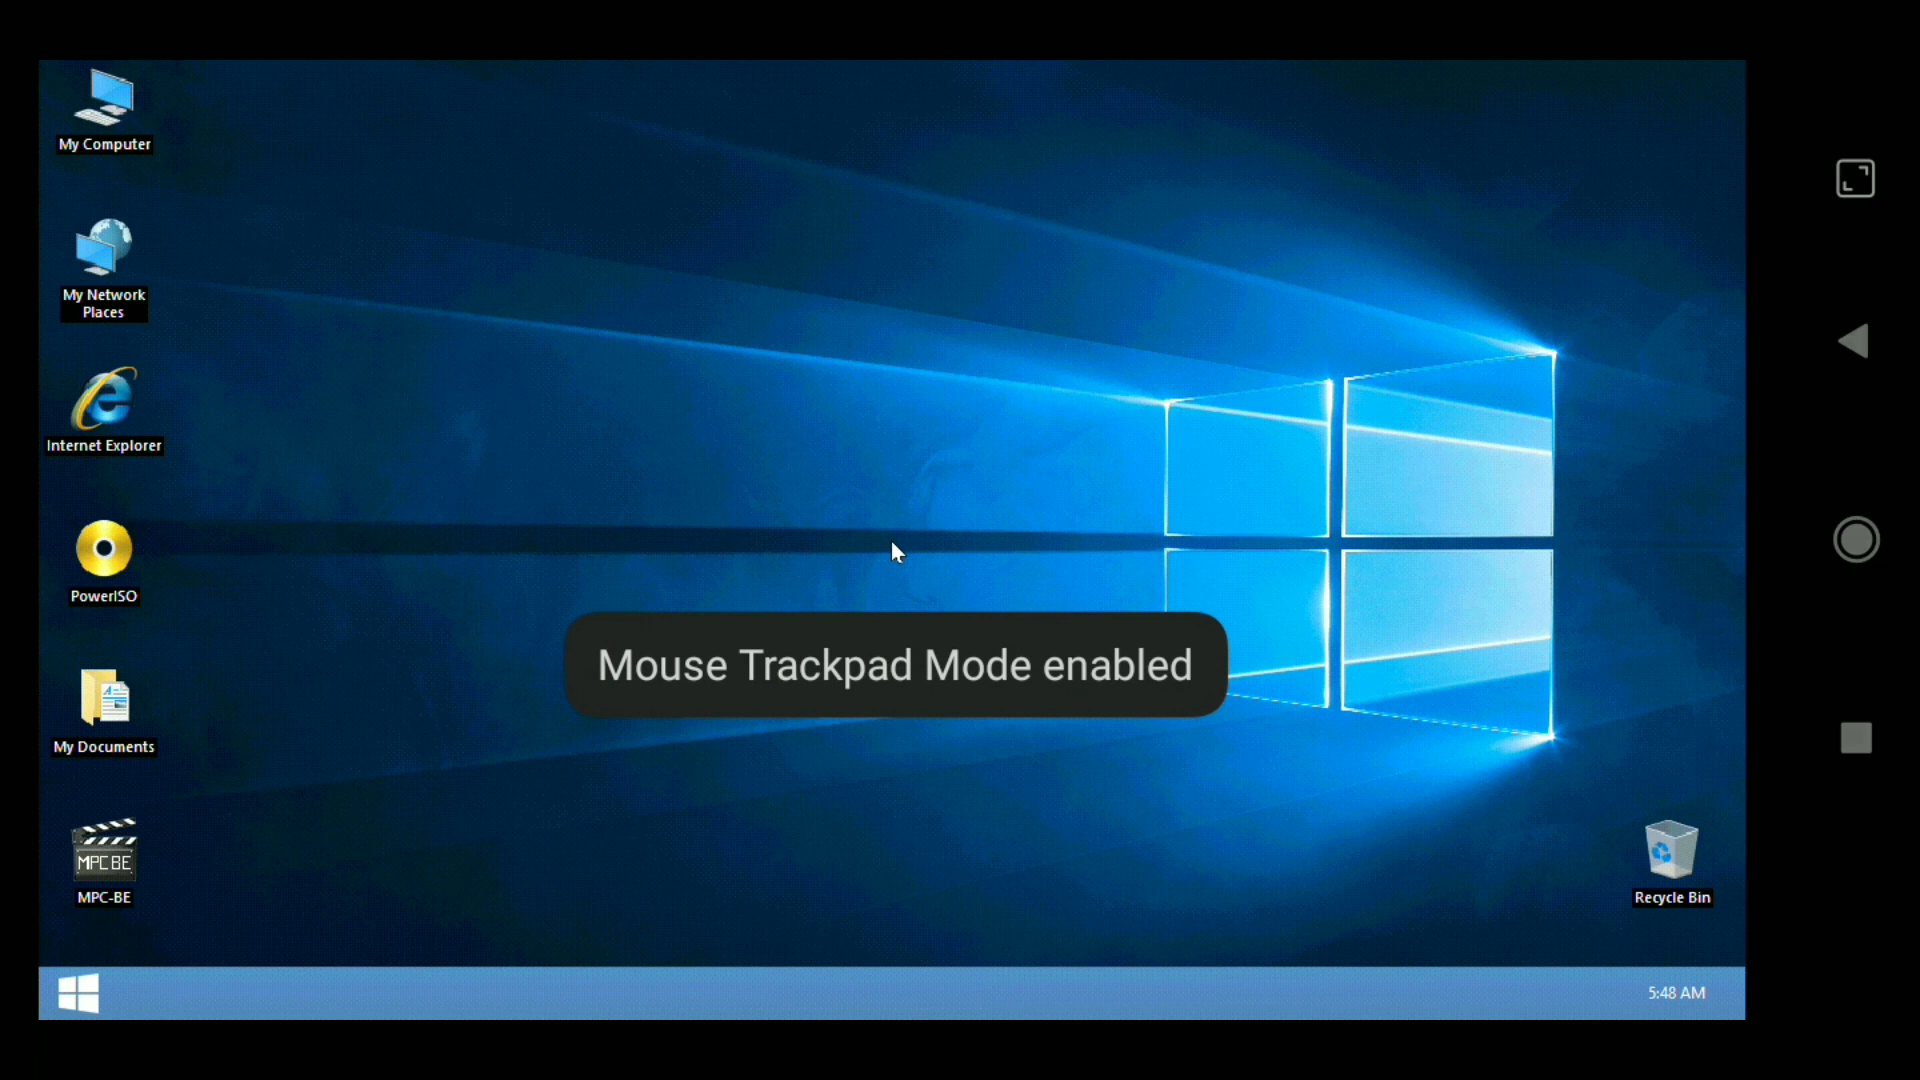 My Computer
My Network
Places
Internet Explorer
PowerISO
My Documents
MPC BE
MPC-BE
Mouse Trackpad Mode enabled
Recycle Bin
5:48 AM